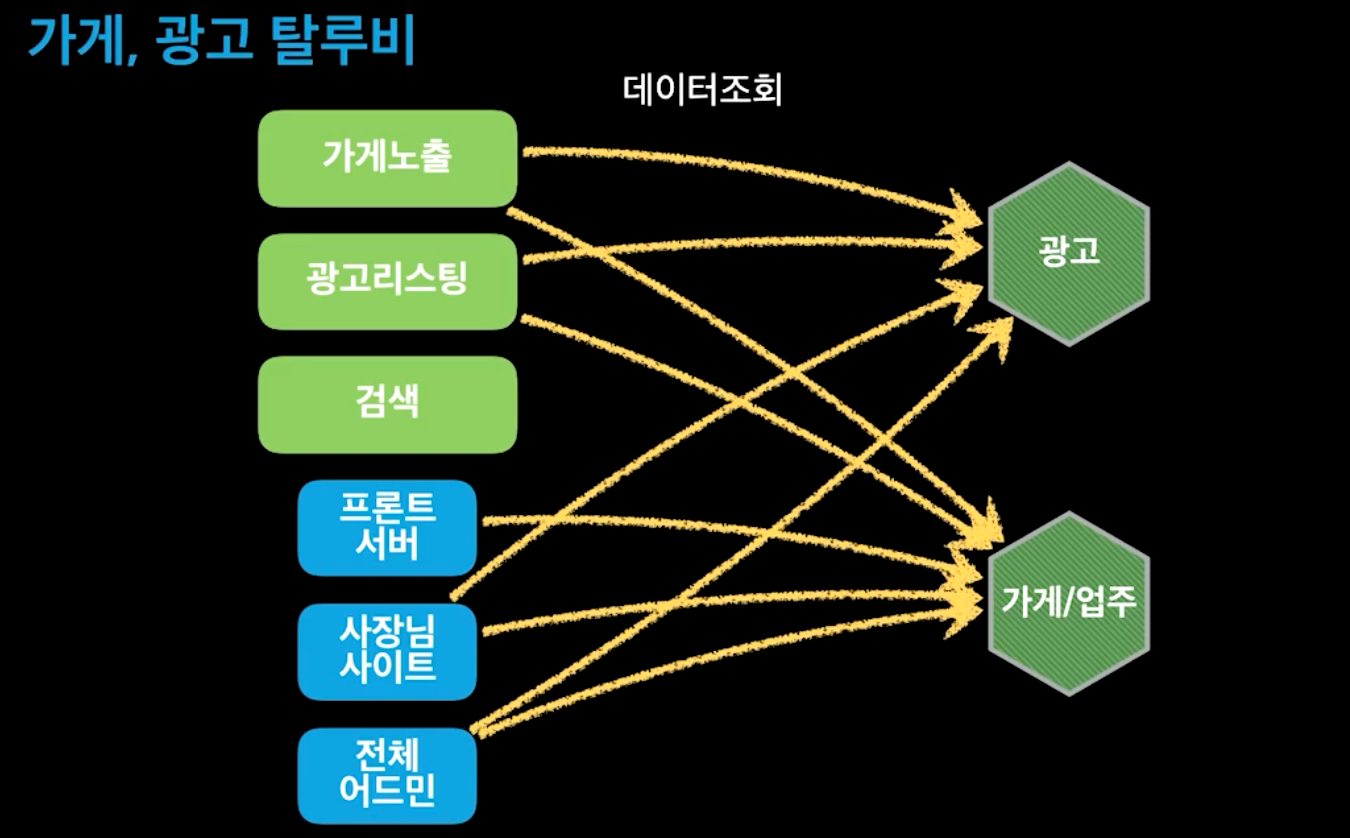 가게, 광고 탈루비
데이터조회
가게노출
광고리스팅
검색
프론트
서버
사장님
사이트
전체
어드민
광고
가게/업주